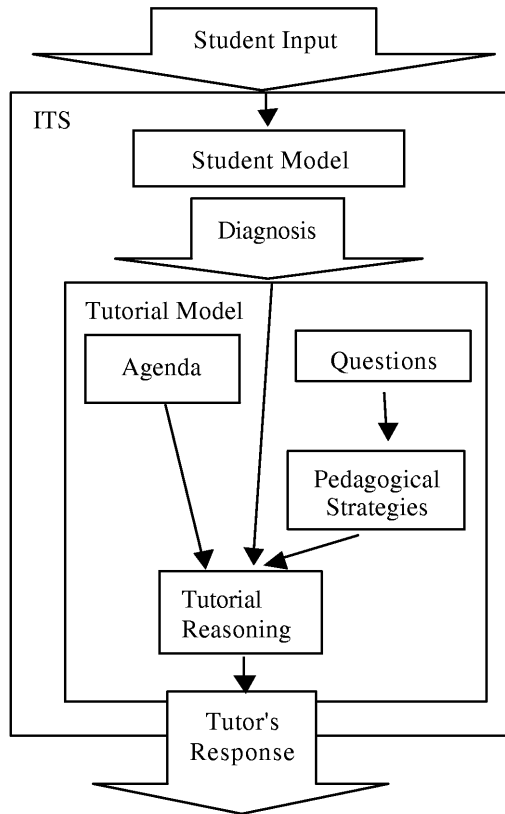 Student Input
ITS
Student Model
Diagnosis
Tutorial Model
Agenda
Questions
Pedagogical
Strategies
Tutorial
Reasoning
Tutor's
Response